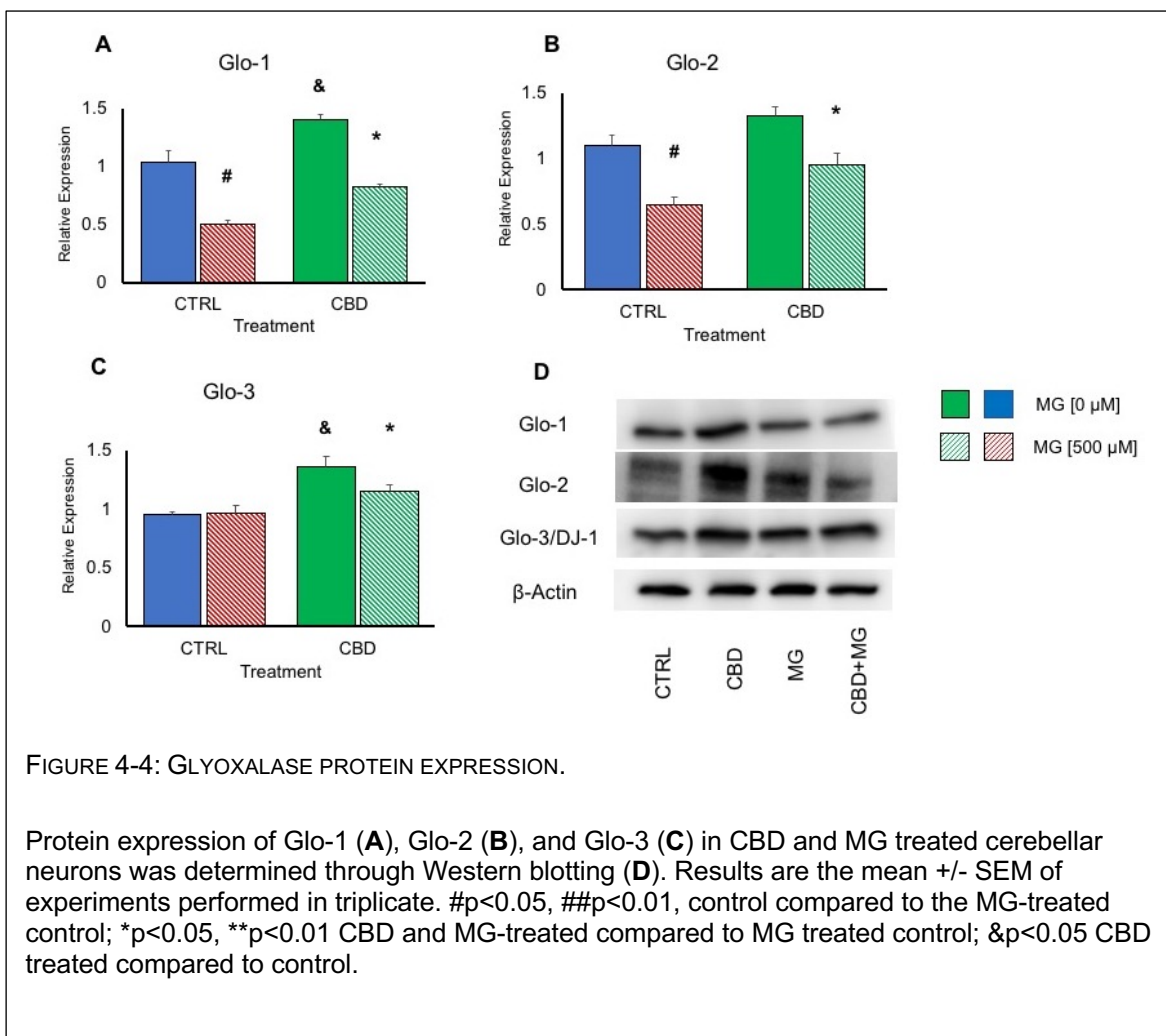 A
Glo-1
&
*
#
1.5
1
0.5
0
Relative Expression
CTRL
CBD
Treatment
B
Glo-2
*
#
1.5
1
0.5
0
Relative Expression
CTRL
CBD
Treatment
C
Glo-3
&
*
1.5
1
0.5
0
Relative Expression
CTRL
CBD
Treatment
D
Glo-1
Glo-2
Glo-3/DJ-1
β-Actin
CTRL
CBD
MG
CBD+MG
MG [0 µM]
MG [500 µM]
FIGURE 4-4: GLYOXALASE PROTEIN EXPRESSION.
Protein expression of Glo-1 (A), Glo-2 (B), and Glo-3 (C) in CBD and MG treated cerebellar
neurons was determined through Western blotting (D). Results are the mean +/- SEM of
experiments performed in triplicate. #p<0.05, ##p<0.01, control compared to the MG-treated
control; *p<0.05, **p<0.01 CBD and MG-treated compared to MG treated control; &p<0.05 CBD
treated compared to control.